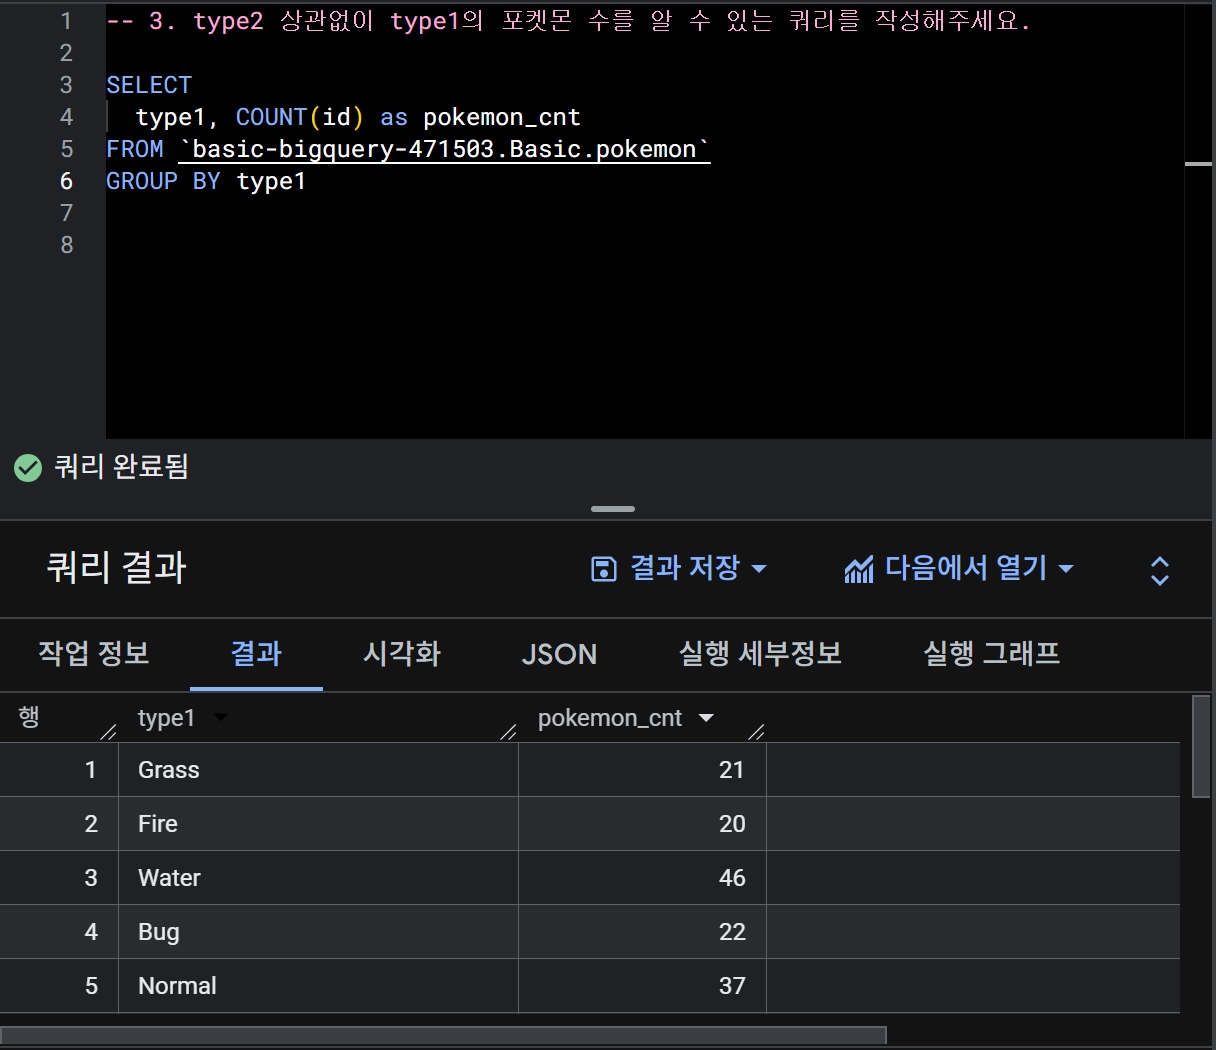 1 -- 3. type2 상관없이 type1의 포켓몬 수를 알 수 있는 쿼리를 작성해주세요.
2
3 SELECT
4 type1, COUNT(id) as pokemon_cnt
5 FROM `basic-bigquery-471503.Basic.pokemon`
6 GROUP BY type1
7
8
쿼리 완료됨
쿼리 결과 결과 저장 다음에서 열기
작업 정보 결과 시각화 JSON 실행 세부정보 실행 그래프
행 type1 pokemon_cnt
1 Grass 21
2 Fire 20
3 Water 46
4 Bug 22
5 Normal 37